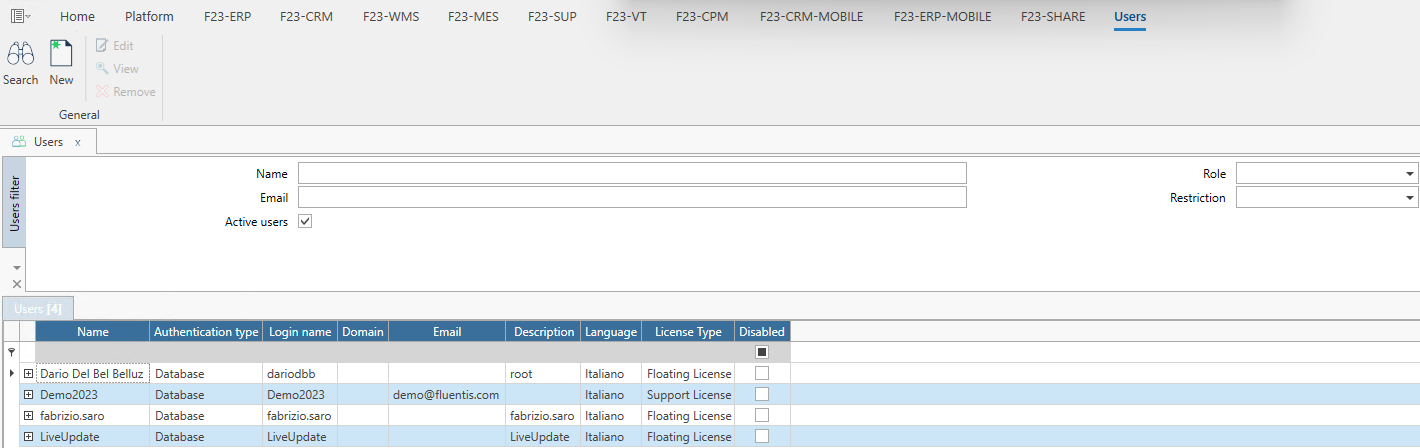 Home Platform F23-ERP F23-CRM F23-WMS F23-MES F23-SUP F23-VT F23-CPM F23-CRM-MOBILE F23-ERP-MOBILE F23-SHARE Users
Search New Edit
View
Remove
General
Users x
Users filter
Name Role
Email Restriction
Active users
Users [4]
Name Authentication type Login name Domain Email Description Language License Type Disabled
Dario Del Bel Belluz Database dariodbb root Italiano Floating License
Demo2023 Database Demo2023 demo@fluentis.com Italiano Support License
fabrizio.saro Database fabrizio.saro fabrizio.saro Italiano Floating License
LiveUpdate Database LiveUpdate LiveUpdate Italiano Floating License